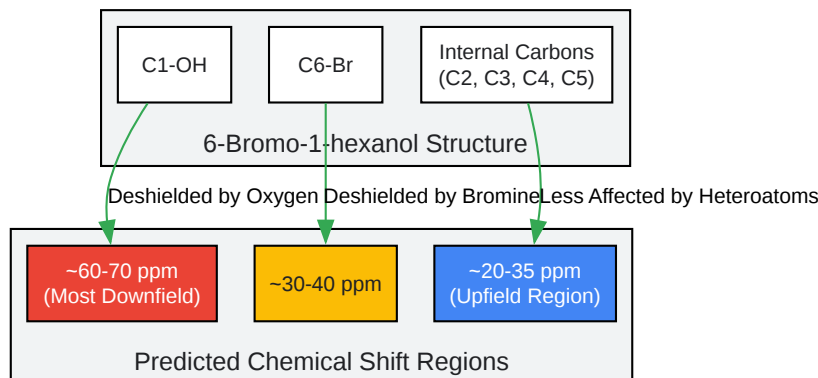 C1-OH
C6-Br
Internal Carbons
(C2, C3, C4, C5)
6-Bromo-1-hexanol Structure
Deshielded by Oxygen
Deshielded by Bromine
Less Affected by Heteroatoms
~60-70 ppm
(Most Downfield)
~30-40 ppm
~20-35 ppm
(Upfield Region)
Predicted Chemical Shift Regions